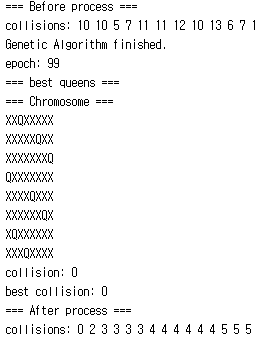 === Before process ===
collisions: 10 10 5 7 11 11 12 10 13 6 7 1
Genetic Algorithm finished.
epoch: 99
=== best queens ===
=== Chromosome ===
XXQXXXXX
XXXXXQXX
XXXXXXXQ
QXXXXXXX
XXXXQXXX
XXXXXXQX
XQXXXXXX
XXXQXXXX
collision: 0
best collision: 0
=== After process ===
collisions: 0 2 3 3 3 3 4 4 4 4 4 4 5 5 5